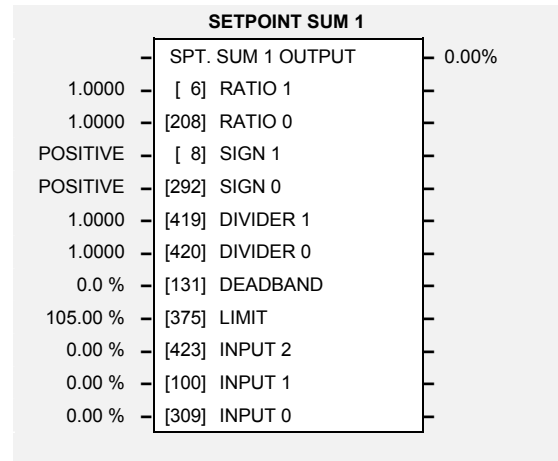 SETPOINT SUM 1
SPT. SUM 1 OUTPUT 0.00%
1.0000 [ 6] RATIO 1
1.0000 [208] RATIO 0
POSITIVE [ 8] SIGN 1
POSITIVE [292] SIGN 0
1.0000 [419] DIVIDER 1
1.0000 [420] DIVIDER 0
0.0 % [131] DEADBAND
105.00 % [375] LIMIT
0.00 % [423] INPUT 2
0.00 % [100] INPUT 1
0.00 % [309] INPUT 0